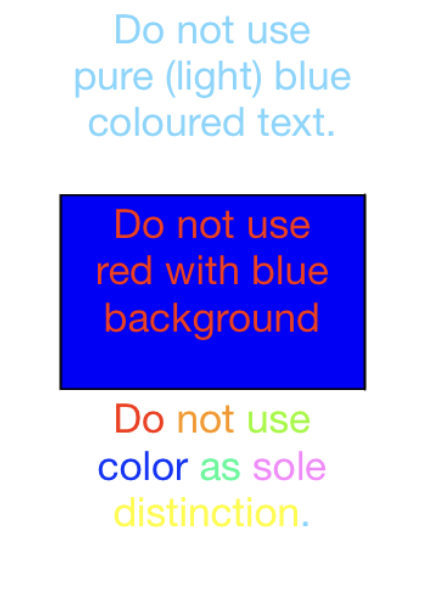 Do not use
pure (light) blue
coloured text.
Do not use
red with blue
background
Do not use
color as sole
distinction.